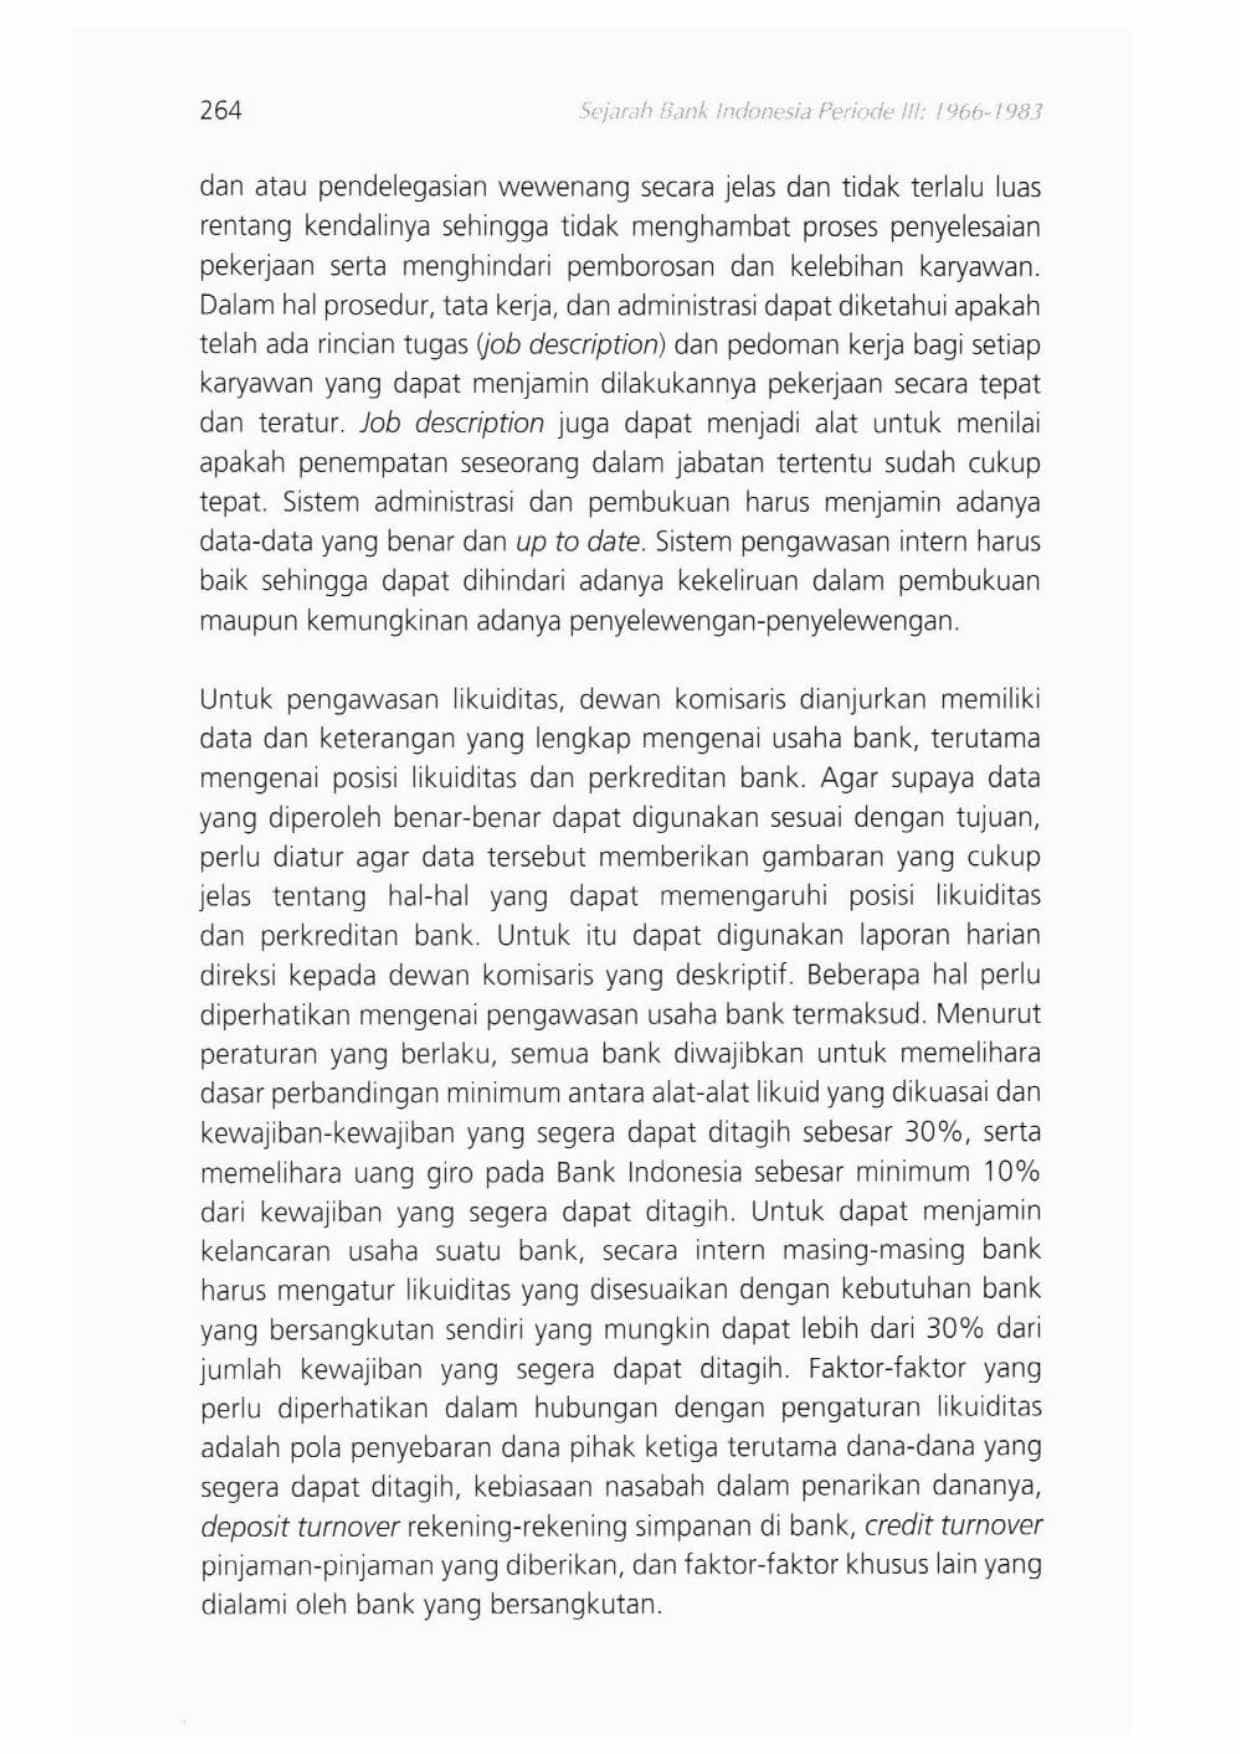 264
Sejarah Bank Indonesia Periode III: 1966-1983
dan atau pendelegasian wewenang secara jelas dan tidak terlalu luas
rentang kendalinya sehingga tidak menghambat proses penyelesaian
pekerjaan serta menghindari pemborosan dan kelebihan karyawan.
Dalam hal prosedur, tata kerja, dan administrasi dapat diketahui apakah
telah ada rincian tugas (job description) dan pedoman kerja bagi setiap
karyawan yang dapat menjamin dilakukannya pekerjaan secara tepat
dan teratur. Job description juga dapat menjadi alat untuk menilai
apakah penempatan seseorang dalam jabatan tertentu sudah cukup
tepat. Sistem administrasi dan pembukuan harus menjamin adanya
data-data yang benar dan up to date. Sistem pengawasan intern harus
baik sehingga dapat dihindari adanya kekeliruan dalam pembukuan
maupun kemungkinan adanya penyelewengan-penyelewengan.
Untuk pengawasan likuiditas, dewan komisaris dianjurkan memiliki
data dan keterangan yang lengkap mengenai usaha bank, terutama
mengenai posisi likuiditas dan perkreditan bank. Agar supaya data
yang diperoleh benar-benar dapat digunakan sesuai dengan tujuan,
perlu diatur agar data tersebut memberikan gambaran yang cukup
jelas tentang hal-hal yang dapat memengaruhi posisi likuiditas
dan perkreditan bank. Untuk itu dapat digunakan laporan harian
direksi kepada dewan komisaris yang deskriptif. Beberapa hal perlu
diperhatikan mengenai pengawasan usaha bank termaksud. Menurut
peraturan yang berlaku, semua bank diwajibkan untuk memelihara
dasar perbandingan minimum antara alat-alat likuid yang dikuasai dan
kewajiban-kewajiban yang segera dapat ditagih sebesar 30%, serta
memelihara uang giro pada Bank Indonesia sebesar minimum 10%
dari kewajiban yang segera dapat ditagih. Untuk dapat menjamin
kelancaran usaha suatu bank, secara intern masing-masing bank
harus mengatur likuiditas yang disesuaikan dengan kebutuhan bank
yang bersangkutan sendiri yang mungkin dapat lebih dari 30% dari
jumlah kewajiban yang segera dapat ditagih. Faktor-faktor yang
perlu diperhatikan dalam hubungan dengan pengaturan likuiditas
adalah pola penyebaran dana pihak ketiga terutama dana-dana yang
segera dapat ditagih, kebiasaan nasabah dalam penarikan dananya,
deposit turnover rekening-rekening simpanan di bank, credit turnover
pinjaman-pinjaman yang diberikan, dan faktor-faktor khusus lain yang
dialami oleh bank yang bersangkutan.